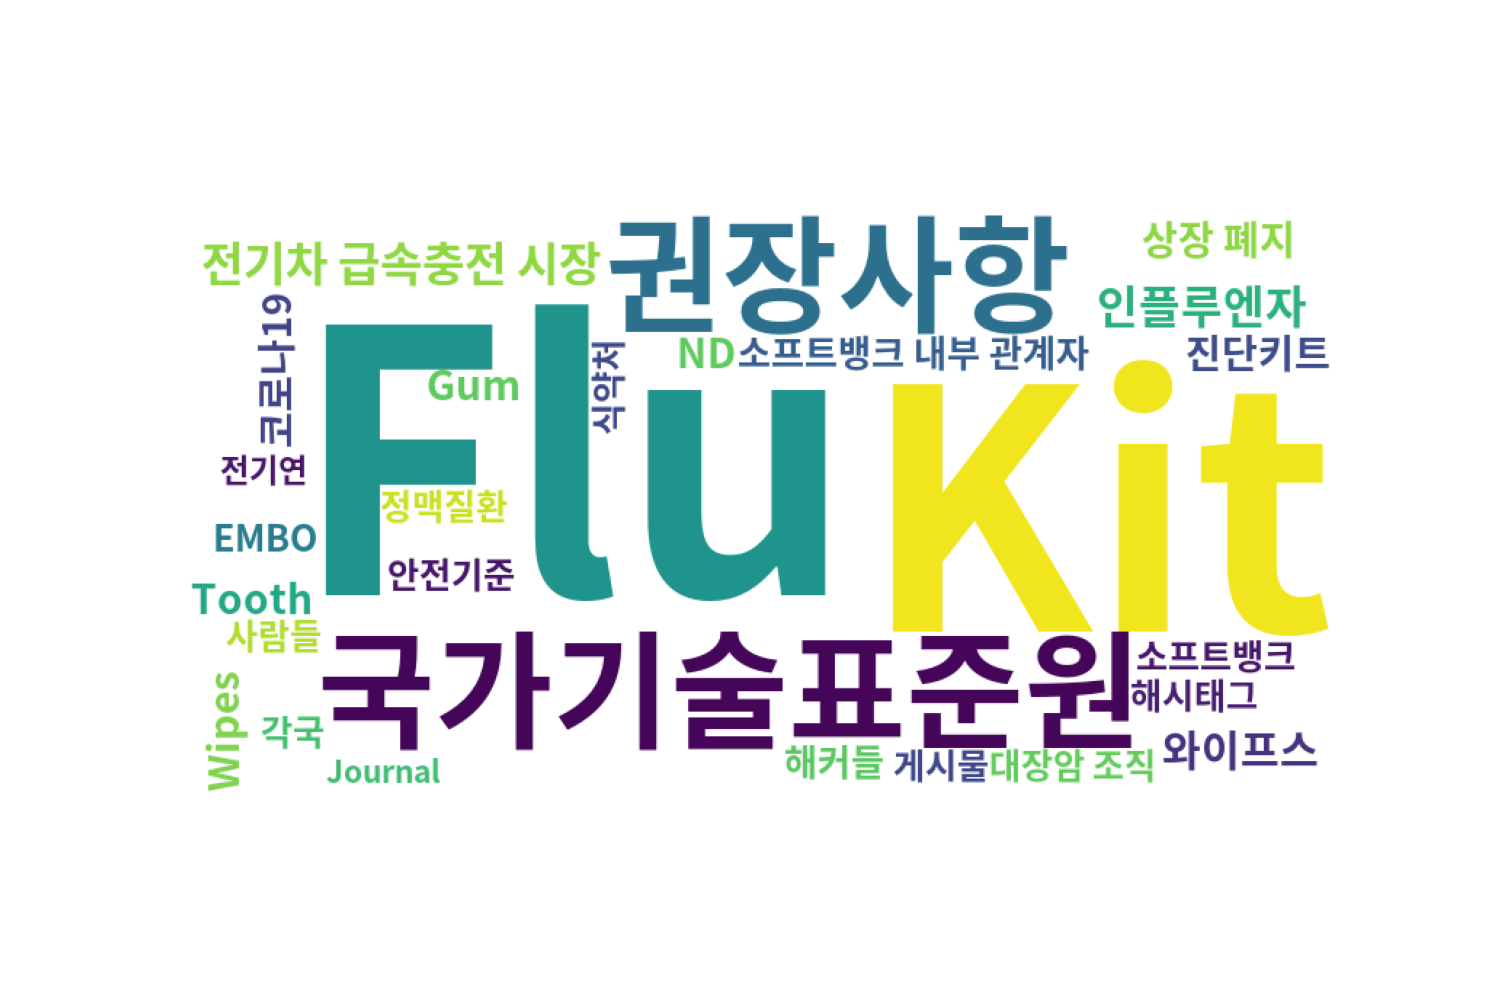 권장사항
상장 폐지
전기차 급속충전 시장
인플루엔자
코로나19
식약처
ND
소프트뱅크 내부 관계자
진단키트
Flu
Kit
Gum
전기연
정맥질환
EMBO
안전기준
Tooth
사람들
국가기술표준원
소프트뱅크
해시태그
Wipes
각국
와이프스
Journal
해커들
게시물
대장암 조직